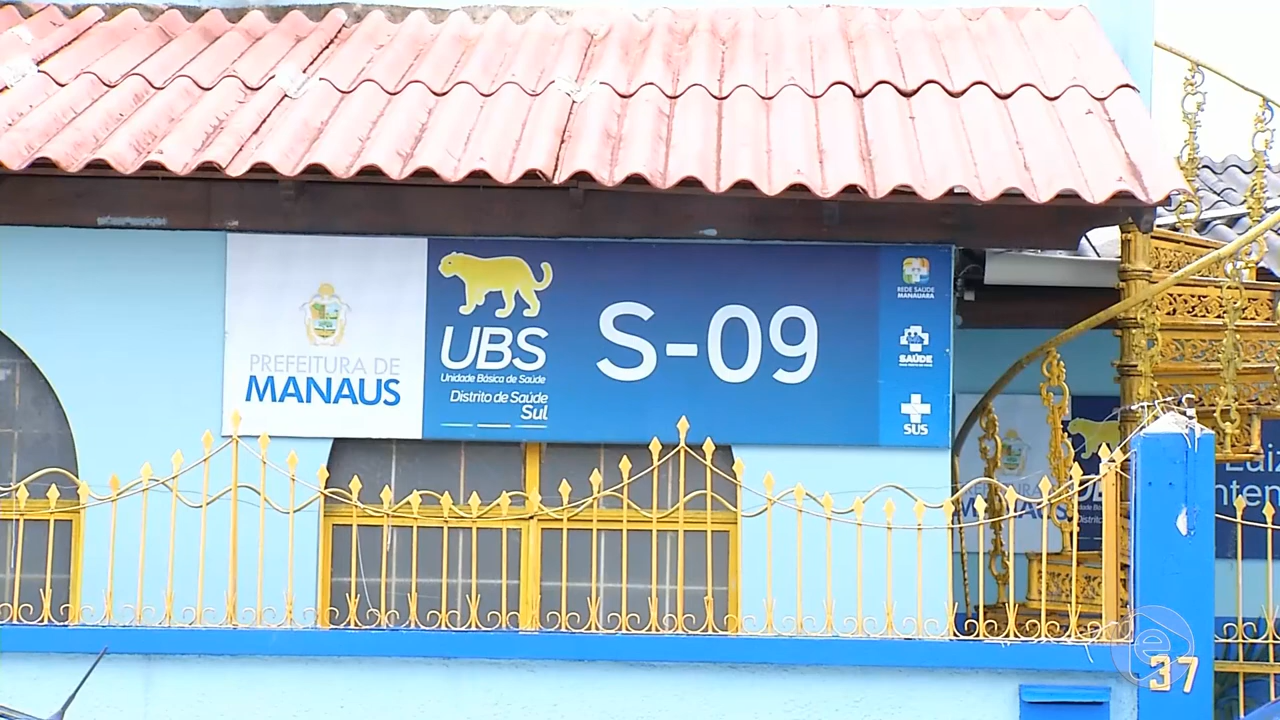 PREFEITURA DE
MANAUS
UBS
Unidade Básica de Saúde
Distrito de Saúde
Sul
S-09
REDE SAÚDE
MANAUARA
SAÚDE
SUS
MANAUS
37